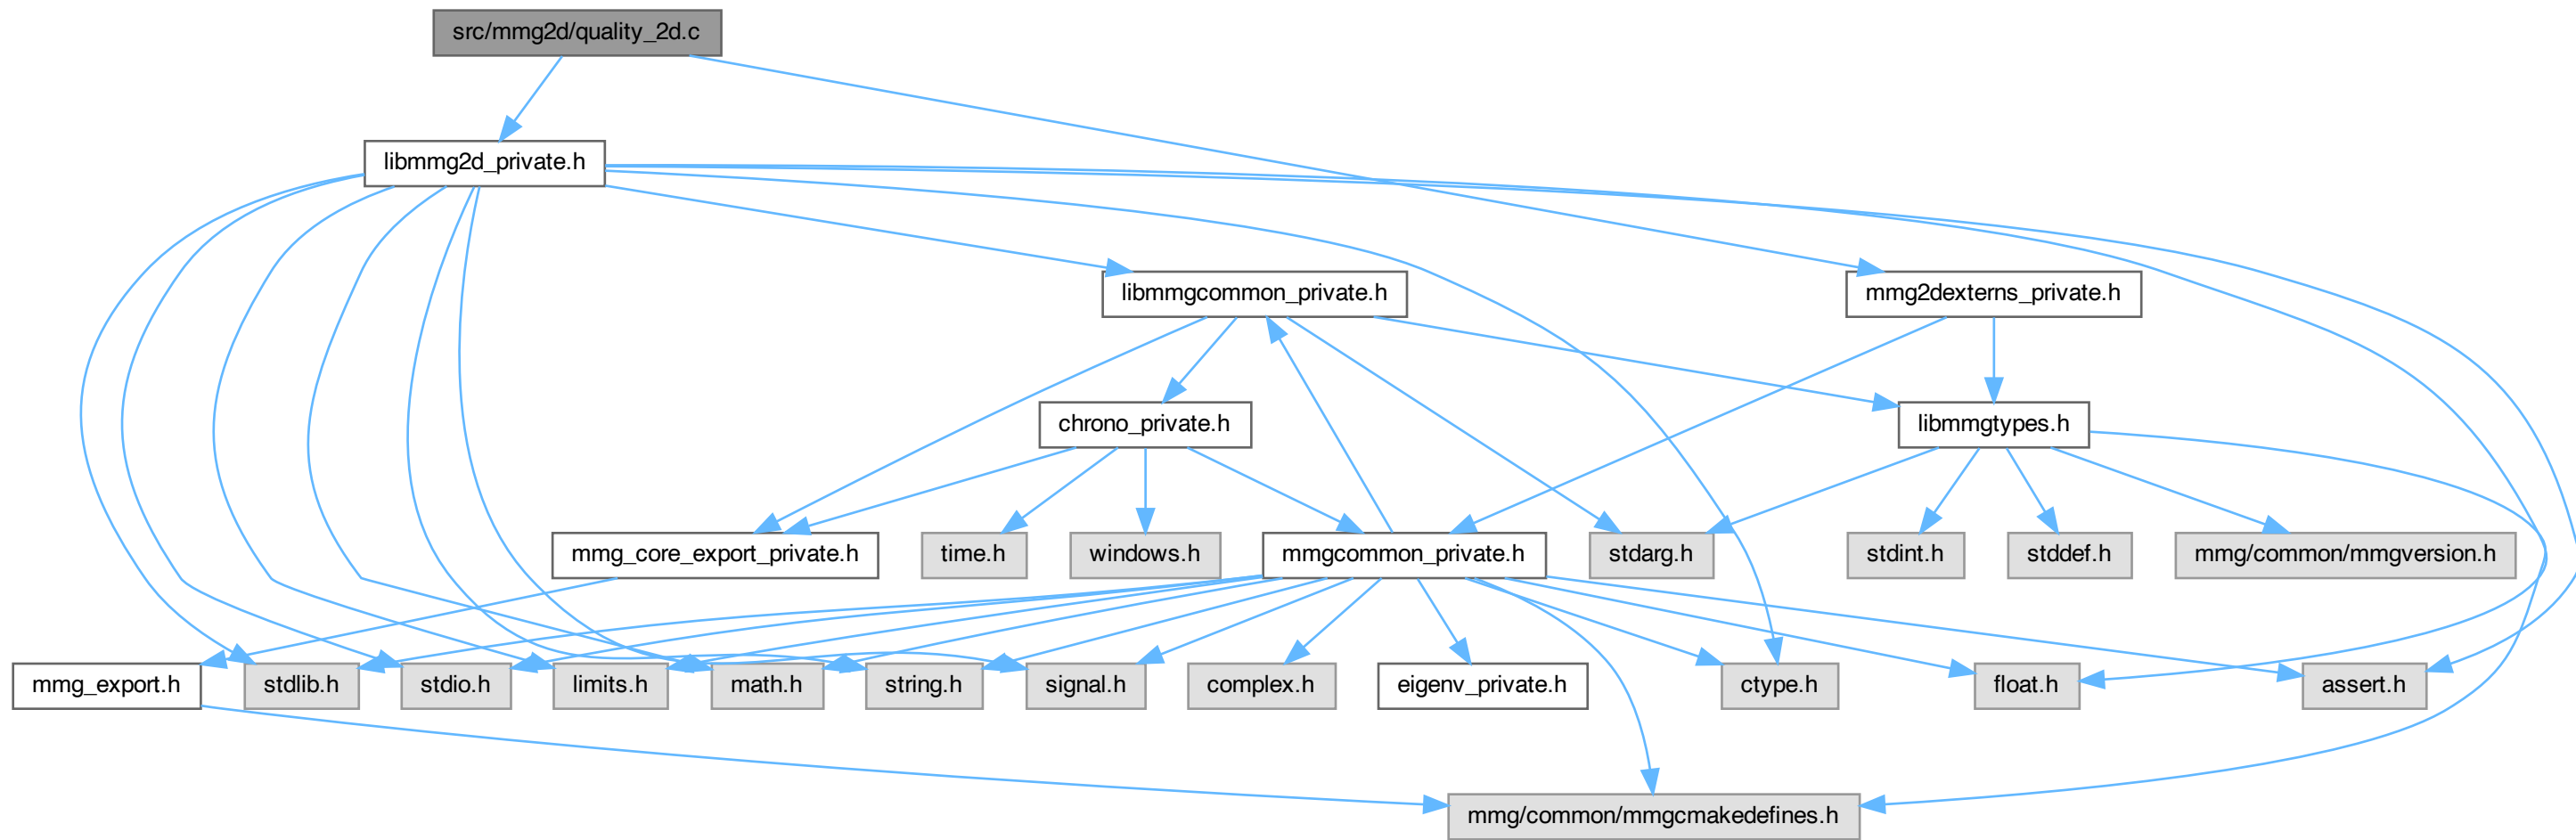 src/mmg2d/quality_2d.c
libmmg2d_private.h
libmmgcommon_private.h
mmg2dexterns_private.h
chrono_private.h
libmmgtypes.h
mmg_core_export_private.h
time.h
windows.h
mmgcommon_private.h
stdarg.h
stdint.h
stddef.h
mmg/common/mmgversion.h
mmg_export.h
stdlib.h
stdio.h
limits.h
math.h
string.h
signal.h
complex.h
eigenv_private.h
ctype.h
float.h
assert.h
mmg/common/mmgcmakedefines.h